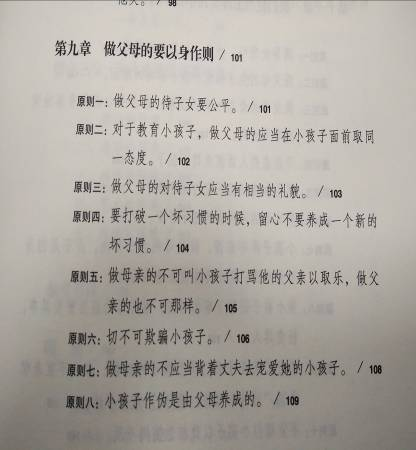 他哭。/ 98
第九章 做父母的要以身作则 / 101
原则一：做父母的待子女要公平。/ 101
原则二：对于教育小孩子，做父母的应当在小孩子面前取同
一态度。/ 102
原则三：做父母的对待子女应当有相当的礼貌。/ 103
原则四：要打破一个坏习惯的时候，留心不要养成一个新的
坏习惯。/ 104
原则五：做母亲的不可叫小孩子打骂他的父亲以取乐，做父
亲的也不可那样。/ 105
原则六：切不可欺骗小孩子。/ 106
原则七：做母亲的不应当背着丈夫去宠爱她的小孩子。/ 108
原则八：小孩子作伪是由父母养成的。/ 109